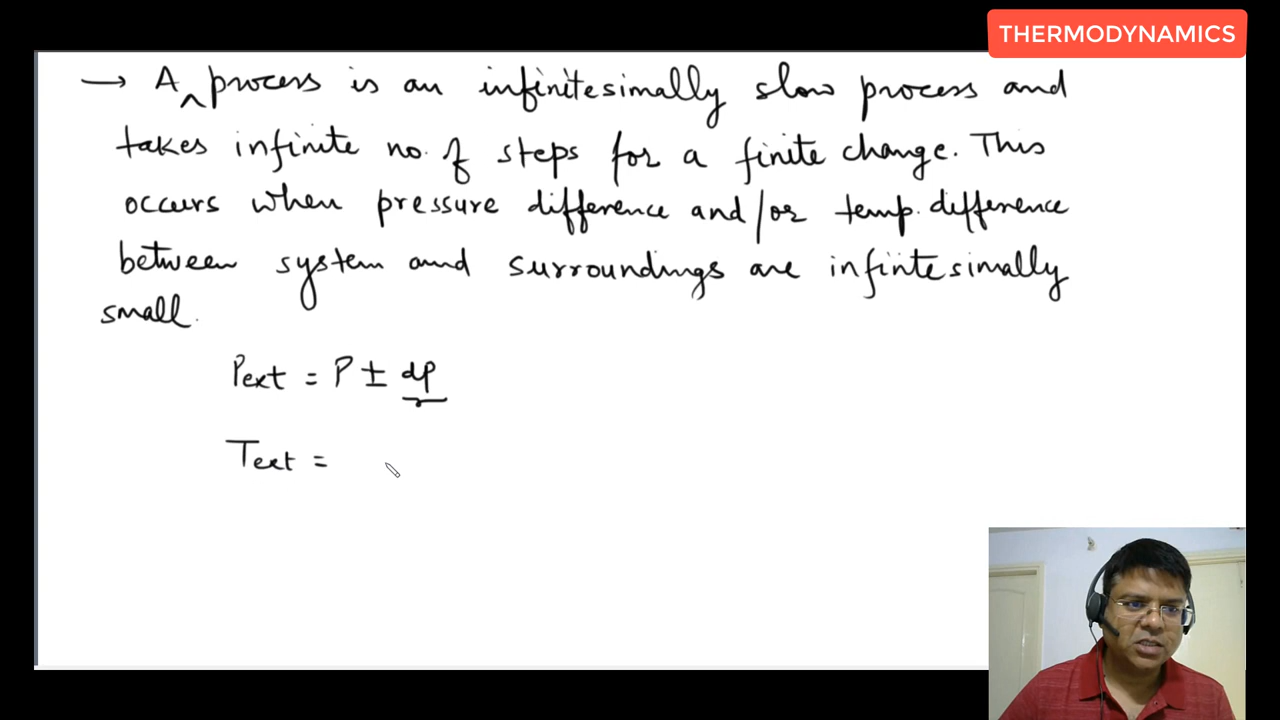 THERMODYNAMICS
→ A ^ process is an infinitesimally slow process and
takes infinite no. of steps for a finite change. This
occurs when pressure difference and/or temp. difference
between system and surroundings are infintesimally
small.
Pext = P ± dp
Text =